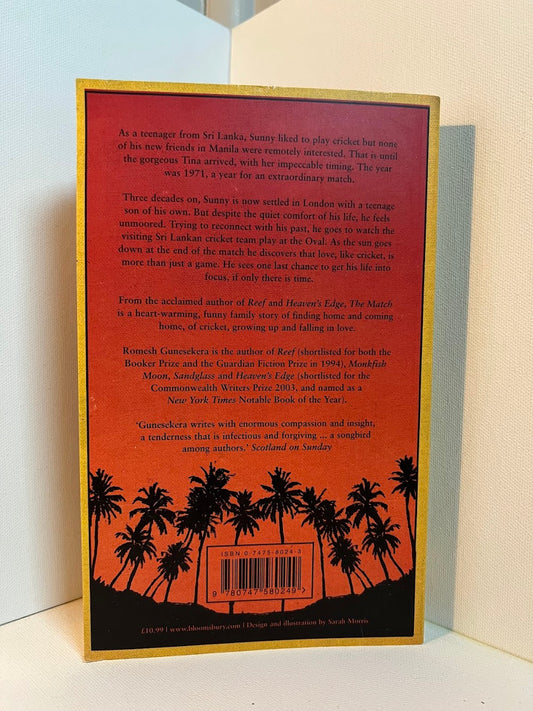 As a teenager from Sri Lanka, Sunny liked to play cricket but none
of his new friends in Manila were remotely interested. That is until
the gorgeous Tina arrived, with her impeccable timing. The year
was 1971, a year for an extraordinary match.
Three decades on, Sunny is now settled in London with a teenage
son of his own. But despite the quiet comfort of his life, he feels
unmoored. Trying to reconnect with his past, he goes to watch the
visiting Sri Lankan cricket team play at the Oval. As the sun goes
down at the end of the match he discovers that love, like cricket, is
more than just a game. He sees one last chance to get his life into
focus, if only there is time.
From the acclaimed author of Reef and Heaven's Edge, The Match
is a heart-warming, funny family story of finding home and coming
home, of cricket, growing up and falling in love.
Romesh Gunesekera is the author of Reef (shortlisted for both the
Booker Prize and the Guardian Fiction Prize in 1994), Monkfish
Moon, Sandglass and Heaven's Edge (shortlisted for the
Commonwealth Writers Prize 2003, and named as a
New York Times Notable Book of the Year).
'Gunesekera writes with enormous compassion and insight,
a tenderness that is infectious and forgiving ... a songbird
among authors.' Scotland on Sunday
ISBN 0-7475-8024-3
9 780747 580249 >
£10.99 | www.bloomsbury.com | Design and illustration by Sarah Morris